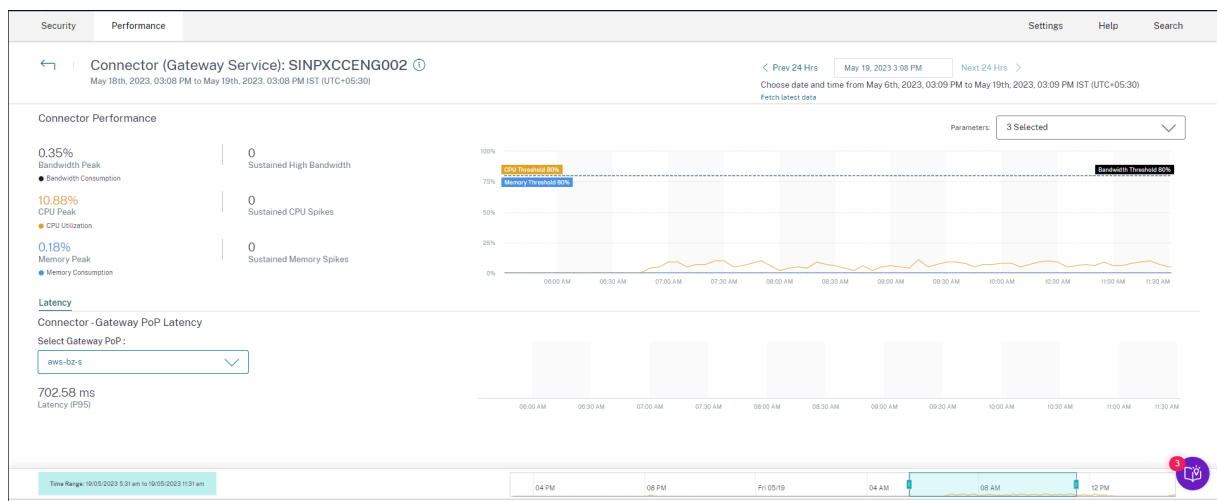 Security
Performance
Settings
Help
Search
Connector (Gateway Service): SINPXCCENG002
May 18th, 2023, 03:08 PM to May 19th, 2023, 03:08 PM IST (UTC+05:30)
Prev 24 Hrs
May 19, 2023 3:08 PM
Next 24 Hrs
Choose date and time from May 6th, 2023, 03:09 PM to May 19th, 2023, 03:09 PM IST (UTC+05:30)
Fetch latest data
Connector Performance
Parameters:
3 Selected
0.35%
Bandwidth Peak
Bandwidth Consumption
0
Sustained High Bandwidth
10.88%
CPU Peak
CPU Utilization
0
Sustained CPU Spikes
0.18%
Memory Peak
Memory Consumption
0
Sustained Memory Spikes
100%
CPU Threshold 80%
Bandwidth Threshold 80%
75%
Memory Threshold 80%
50%
25%
0%
06:00 AM 06:30 AM 07:00 AM 07:30 AM 08:00 AM 08:30 AM 09:00 AM 09:30 AM 10:00 AM 10:30 AM 11:00 AM 11:30 AM
Latency
Connector - Gateway PoP Latency
Select Gateway PoP :
aws-bz-s
702.58 ms
Latency (P95)
06:00 AM 06:30 AM 07:00 AM 07:30 AM 08:00 AM 08:30 AM 09:00 AM 09:30 AM 10:00 AM 10:30 AM 11:00 AM 11:30 AM
3
Time Range: 19/05/2023 5:31 am to 19/05/2023 11:31 am
04 PM 08 PM Fri 05/19 04 AM 08 AM 12 PM